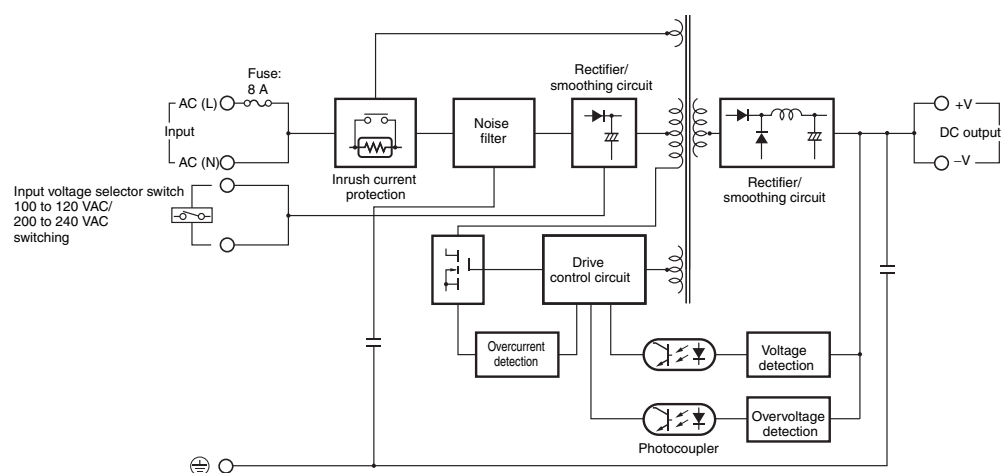 Fuse:
8 A
AC (L)
Input
AC (N)
Input voltage selector switch
100 to 120 VAC/
200 to 240 VAC
switching
Inrush current
protection
Noise
filter
Rectifier/
smoothing circuit
Rectifier/
smoothing circuit
+V
DC output
−V
Drive
control circuit
Overcurrent
detection
Voltage
detection
Overvoltage
detection
Photocoupler